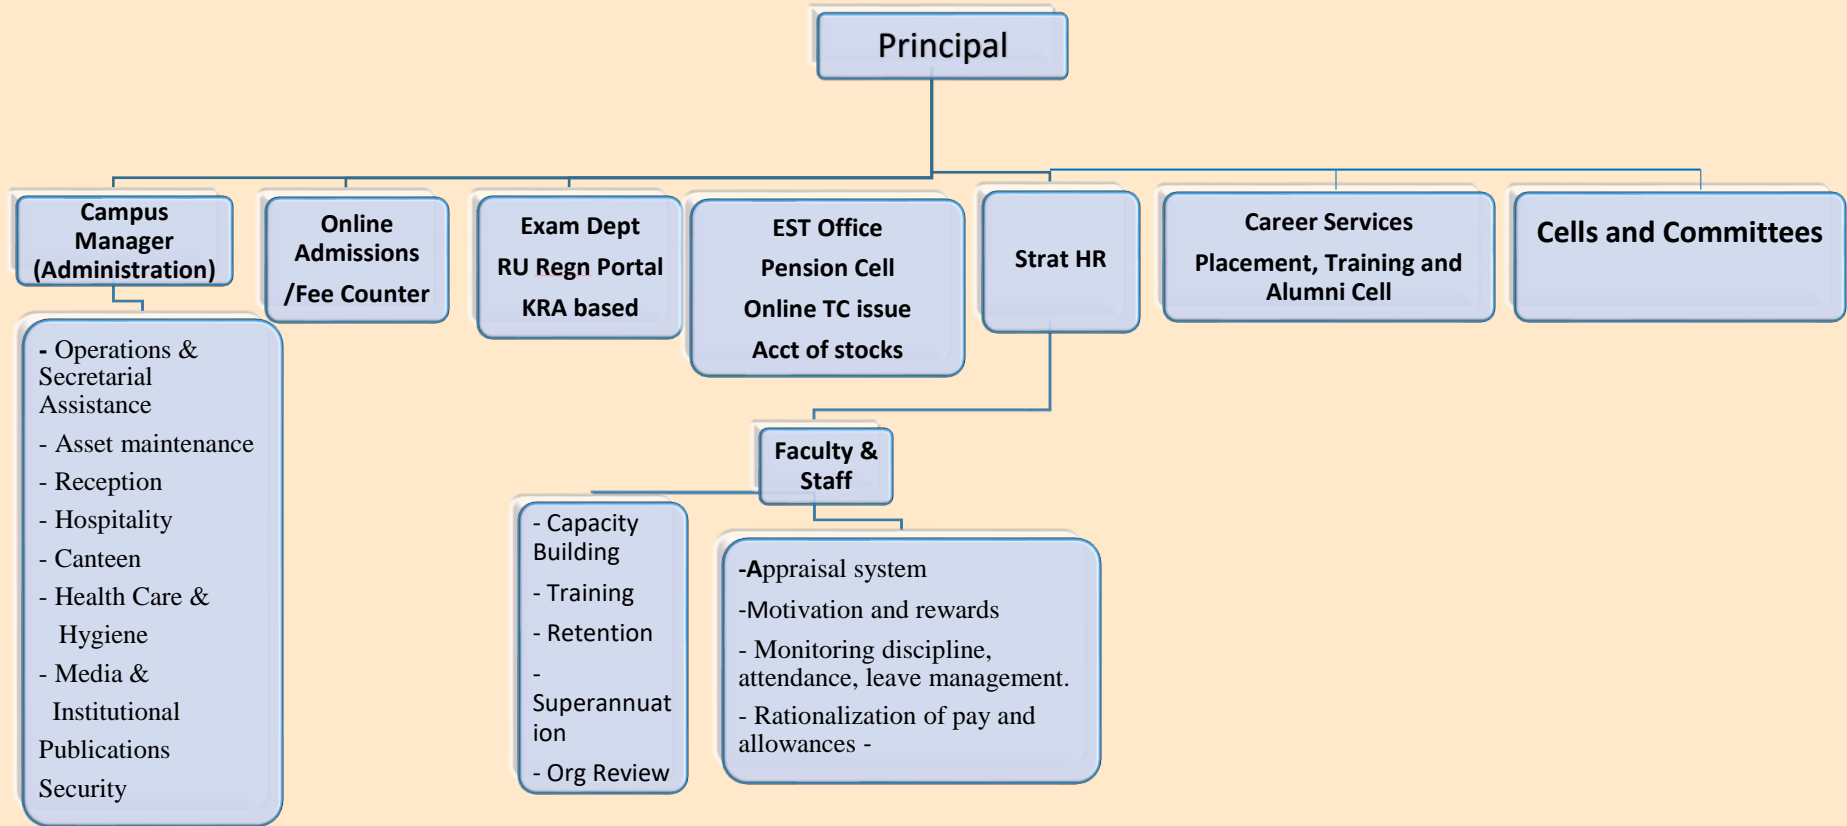 Principal
Campus
Manager
(Administration)
Online
Admissions
/Fee Counter
Exam Dept
RU Regn Portal
KRA based
EST Office
Pension Cell
Online TC issue
Acct of stocks
Strat HR
Career Services
Placement, Training and
Alumni Cell
Cells and Committees
- Operations &
Secretarial
Assistance
- Asset maintenance
- Reception
- Hospitality
- Canteen
- Health Care &
Hygiene
- Media &
Institutional
Publications
Security
Faculty &
Staff
- Capacity
Building
- Training
- Retention
-
Superannuat
ion
- Org Review
-Appraisal system
-Motivation and rewards
- Monitoring discipline,
attendance, leave management.
- Rationalization of pay and
allowances -